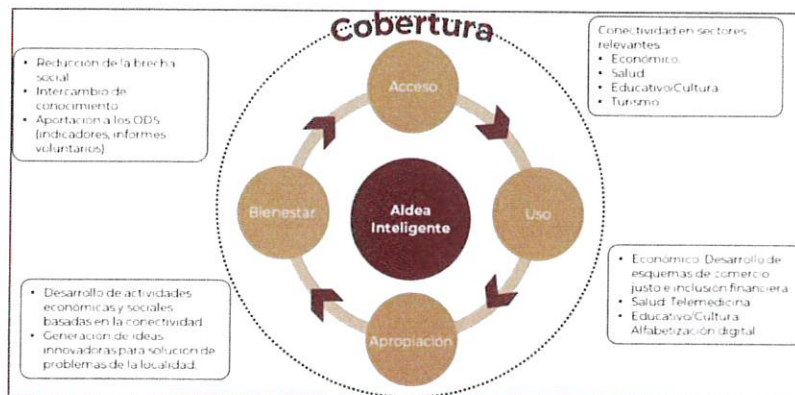 Cobertura
• Reducción de la brecha
social
• Intercambio de
conocimiento
• Aportación a los ODS
(indicadores, informes
voluntarios)
Conectividad en sectores
relevantes
• Económico.
• Salud
• Educativo/Cultura
• Turismo
Acceso
Bienestar
Aldea
Inteligente
Uso
Apropiación
• Desarrollo de actividades
económicas y sociales
basadas en la conectividad
• Generación de ideas
innovadoras para solución de
problemas de la localidad.
• Económico: Desarrollo de
esquemas de comercio
justo e inclusión financiera
• Salud: Telemedicina
• Educativo/Cultura
Alfabetización digital